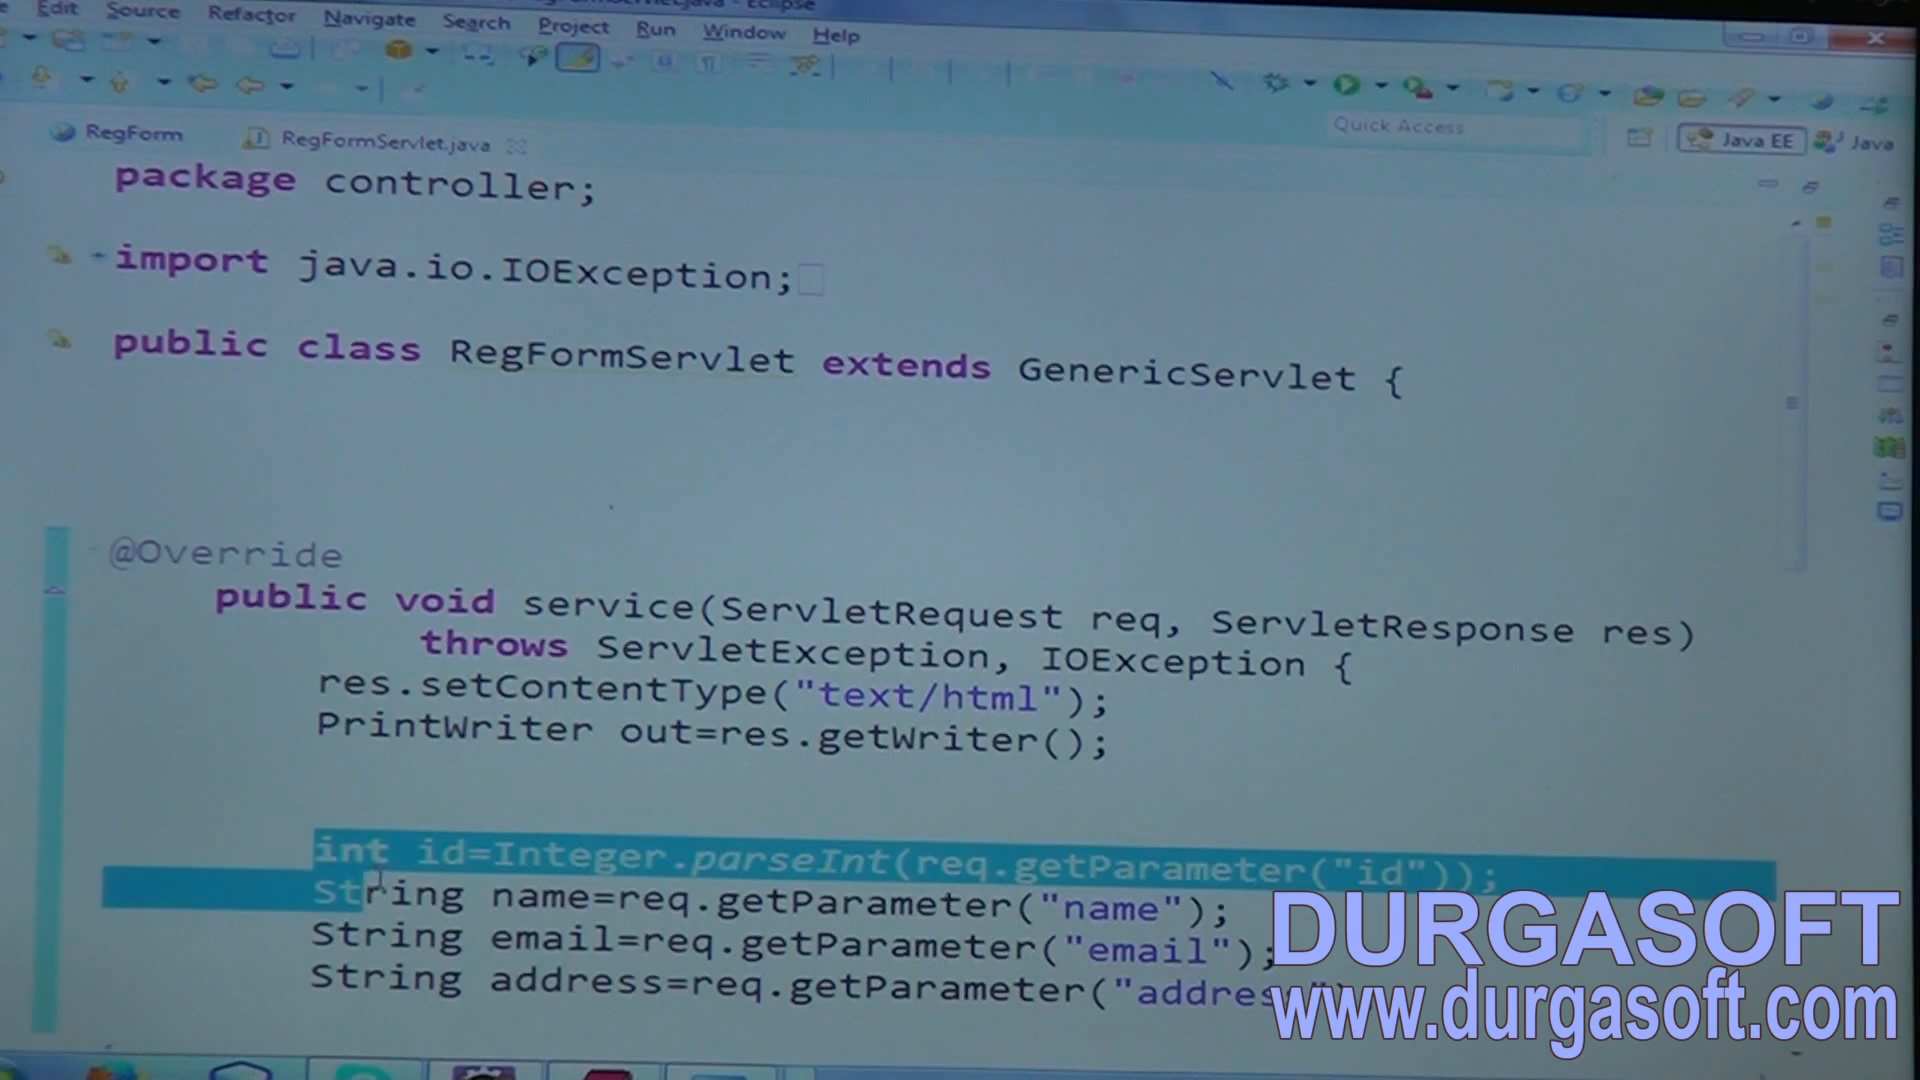 Edit Source Refactor Navigate Search Project Run Window Help
Quick Access
Java EE Java
RegForm RegFormServlet.java
package controller;
import java.io.IOException;
public class RegFormServlet extends GenericServlet {
@Override
public void service(ServletRequest req, ServletResponse res)
throws ServletException, IOException {
res.setContentType("text/html");
PrintWriter out=res.getWriter();
int id=Integer.parseInt(req.getParameter("id"));
String name=req.getParameter("name");
String email=req.getParameter("email");
String address=req.getParameter("addres
DURGASOFT
www.durgasoft.com